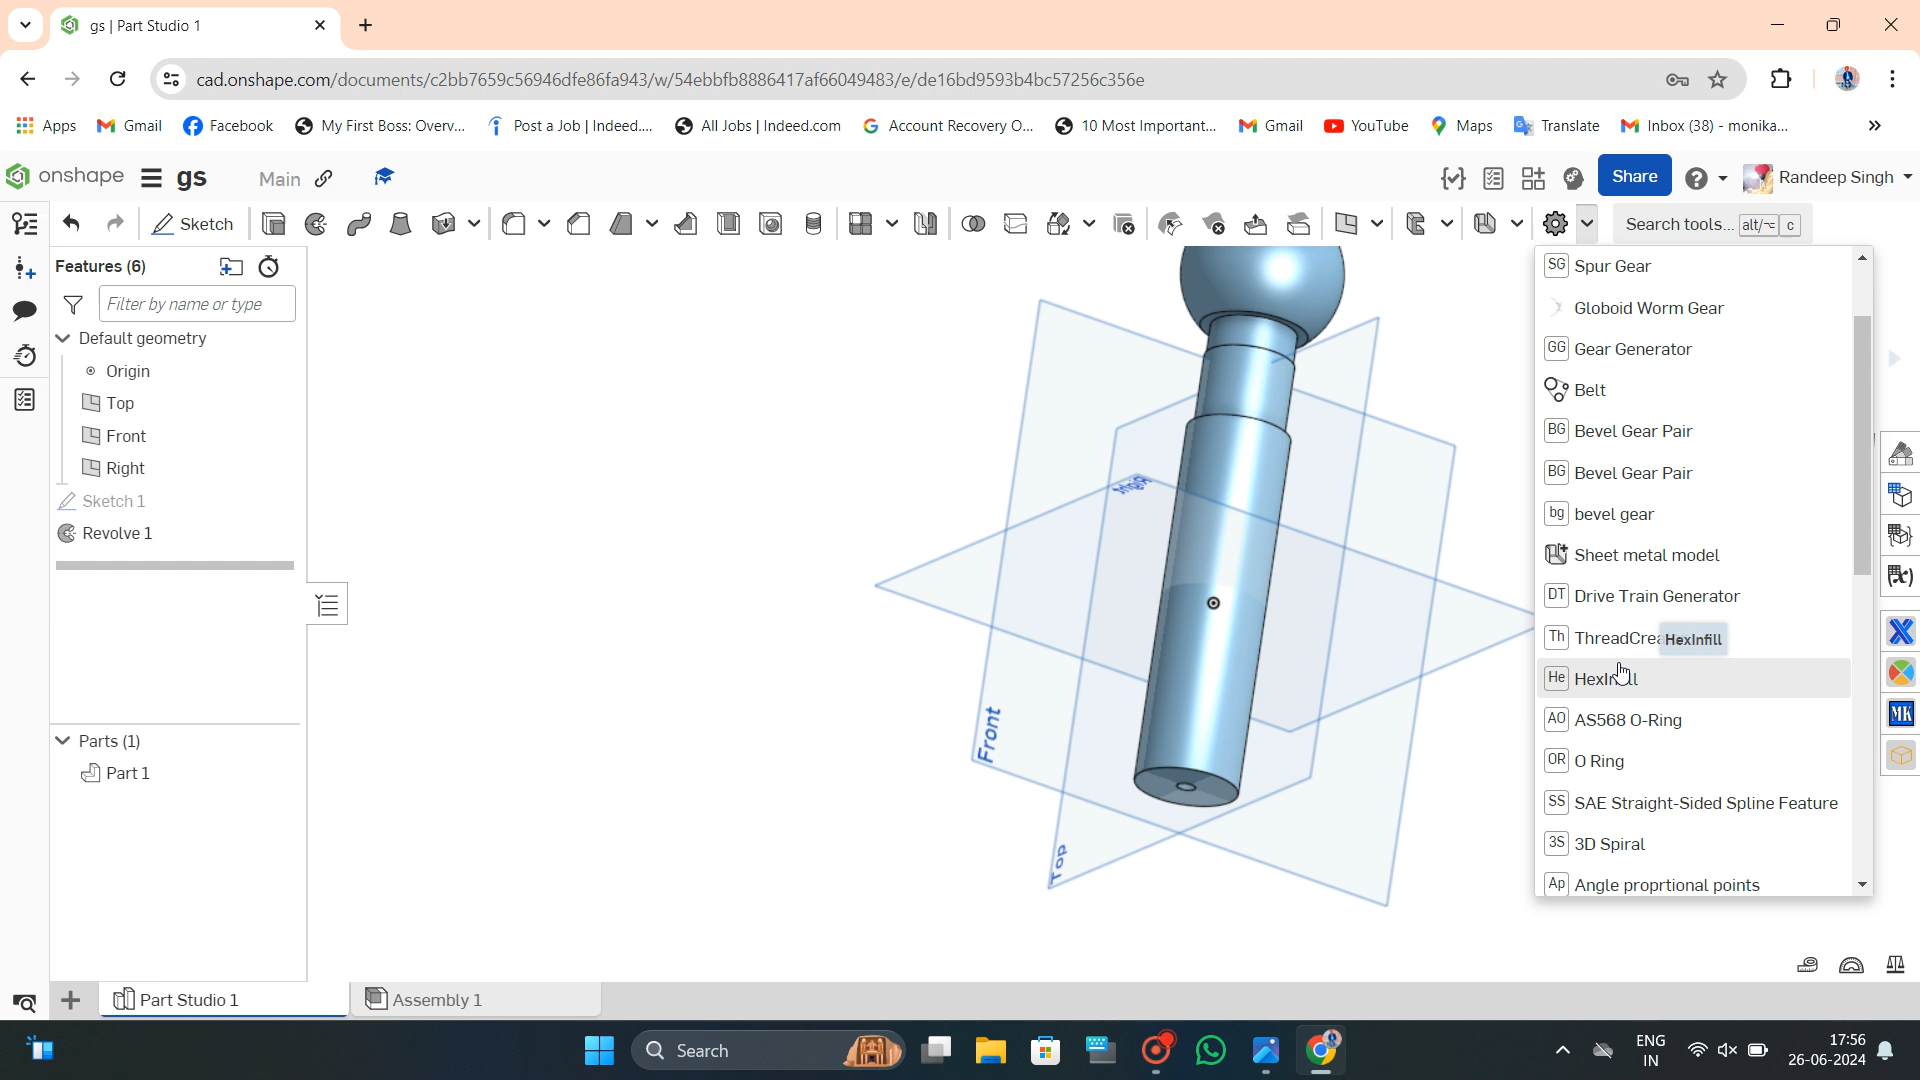 gs | Part Studio 1
cad.onshape.com/documents/c2bb7659c56946dfe86fa943/w/54ebbfb8886417af66049483/e/de16bd9593b4bc57256c356e
Apps Gmail Facebook My First Boss: Overv... Post a Job | Indeed.... All Jobs | Indeed.com Account Recovery O... 10 Most Important... Gmail YouTube Maps Translate Inbox (38) - monika... »
onshape gs Main Share Randeep Singh
Sketch Search tools... alt/⌥ c
Features (6)
Filter by name or type
Default geometry
Origin
Top
Front
Right
Sketch 1
Revolve 1
Parts (1)
Part 1
Right
Front
Top
SG Spur Gear
Globoid Worm Gear
GG Gear Generator
Belt
BG Bevel Gear Pair
BG Bevel Gear Pair
bg bevel gear
Sheet metal model
DT Drive Train Generator
Th ThreadCrea HexInfill
He HexInfill
AO AS568 O-Ring
OR O Ring
SS SAE Straight-Sided Spline Feature
3S 3D Spiral
Ap Angle proprtional points
MK
Part Studio 1 Assembly 1
Search
ENG
IN
17:56
26-06-2024